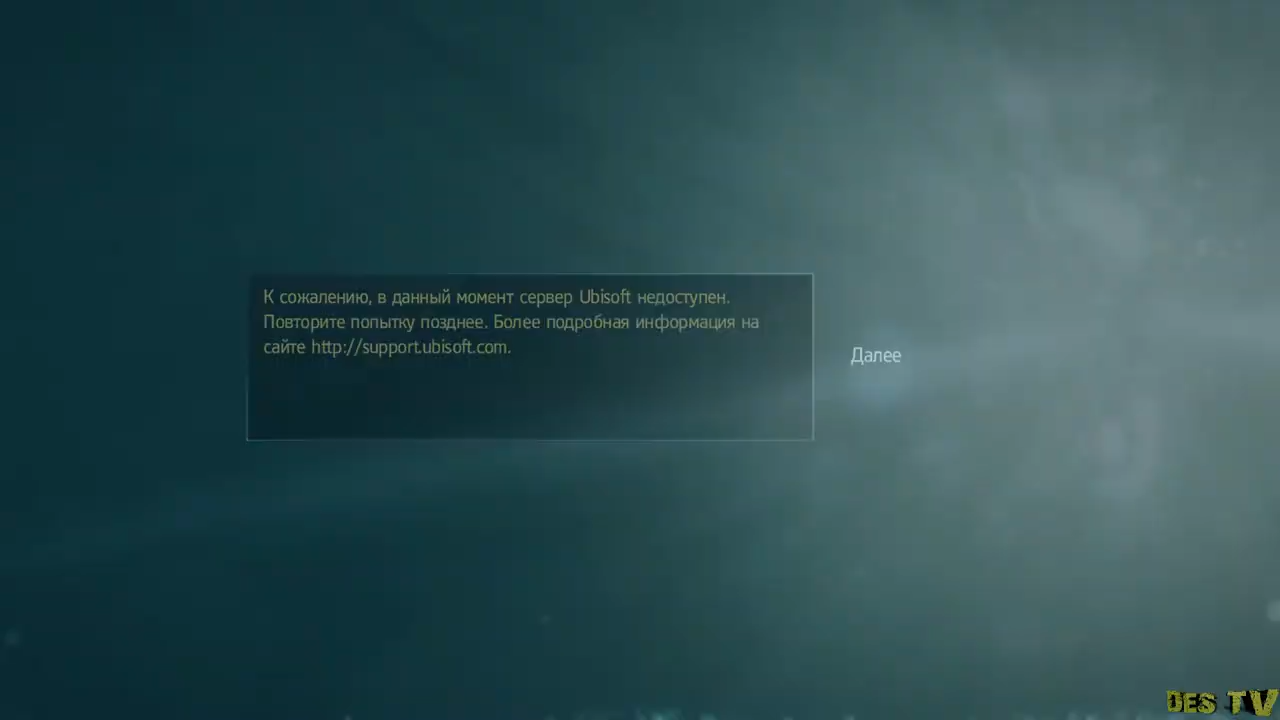 К сожалению, в данный момент сервер Ubisoft недоступен.
Повторите попытку позднее. Более подробная информация на
сайте http://support.ubisoft.com.
Далее
DES TV